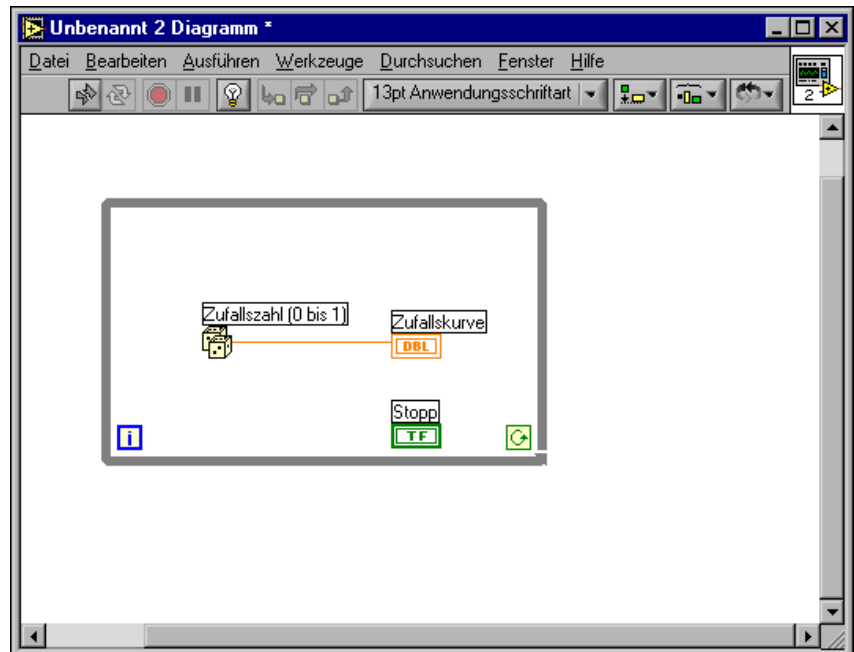 Unbenannt 2 Diagramm *
Datei Bearbeiten Ausführen Werkzeuge Durchsuchen Fenster Hilfe
13pt Anwendungsschriftart
2
Zufallszahl (0 bis 1)
Zufallskurve
DBL
Stopp
TF
i